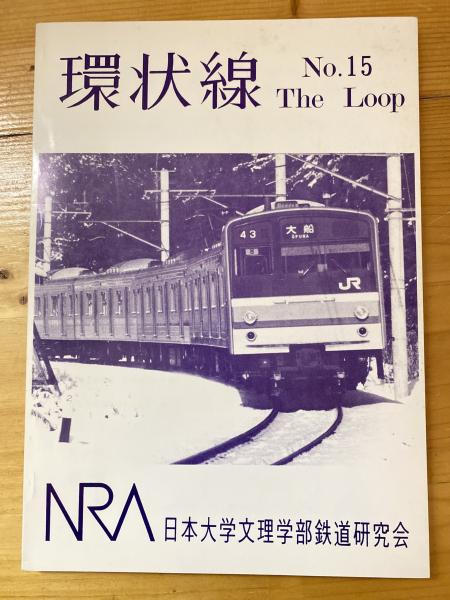 環状線
No.15
The Loop
43
大船
OFUNA
JR
NRA
日本大学文理学部鉄道研究会